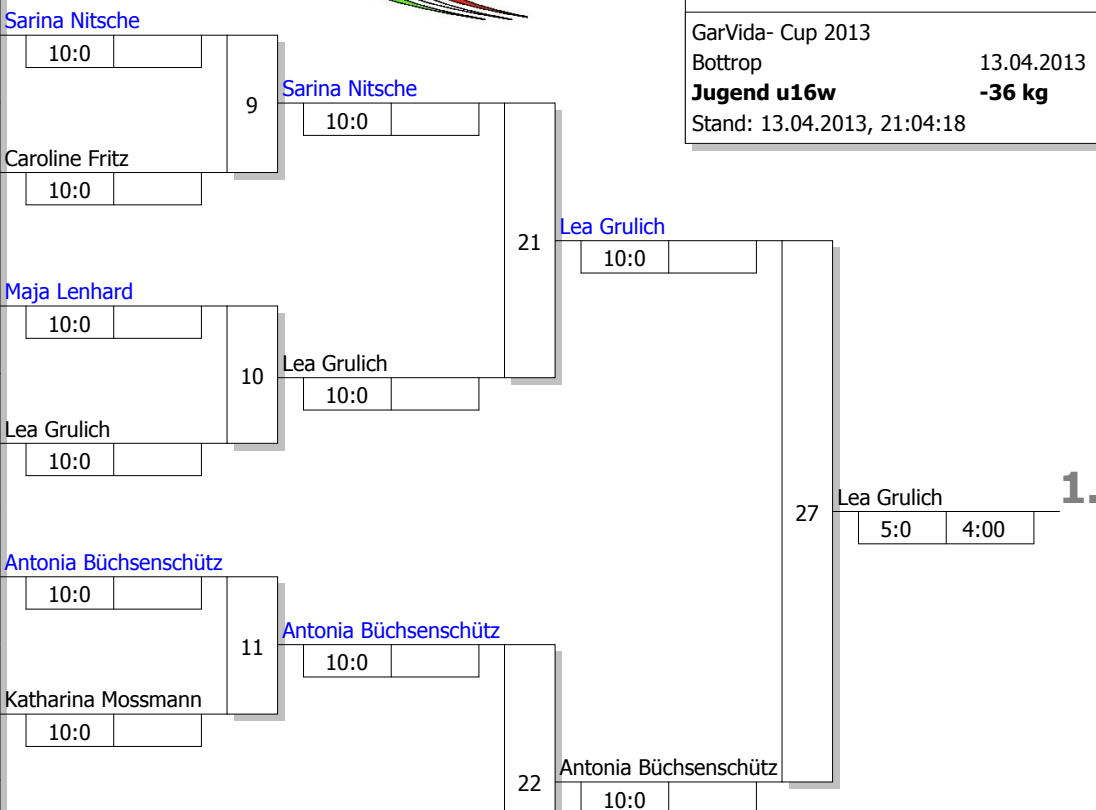 GarVida- Cup 2013
Bottrop 13.04.2013
Jugend u16w -36 kg
Stand: 13.04.2013, 21:04:18
Sarina Nitsche
10:0
9
Caroline Fritz
10:0
Sarina Nitsche
10:0
21
Maja Lenhard
10:0
10
Lea Grulich
10:0
Lea Grulich
10:0
Lea Grulich
10:0
27
Lea Grulich 1.
5:0 4:00
Antonia Büchsenschütz
10:0
11
Katharina Mossmann
10:0
Antonia Büchsenschütz
10:0
22
Antonia Büchsenschütz
10:0